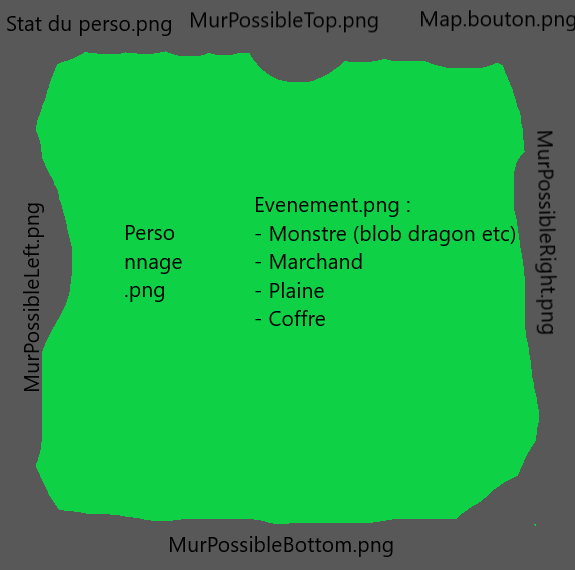 Stat du perso.png
MurPossibleTop.png
Map.bouton.png
MurPossibleLeft.png
Perso
nnage
.png
Evenement.png :
- Monstre (blob dragon etc)
- Marchand
- Plaine
- Coffre
MurPossibleRight.png
MurPossibleBottom.png